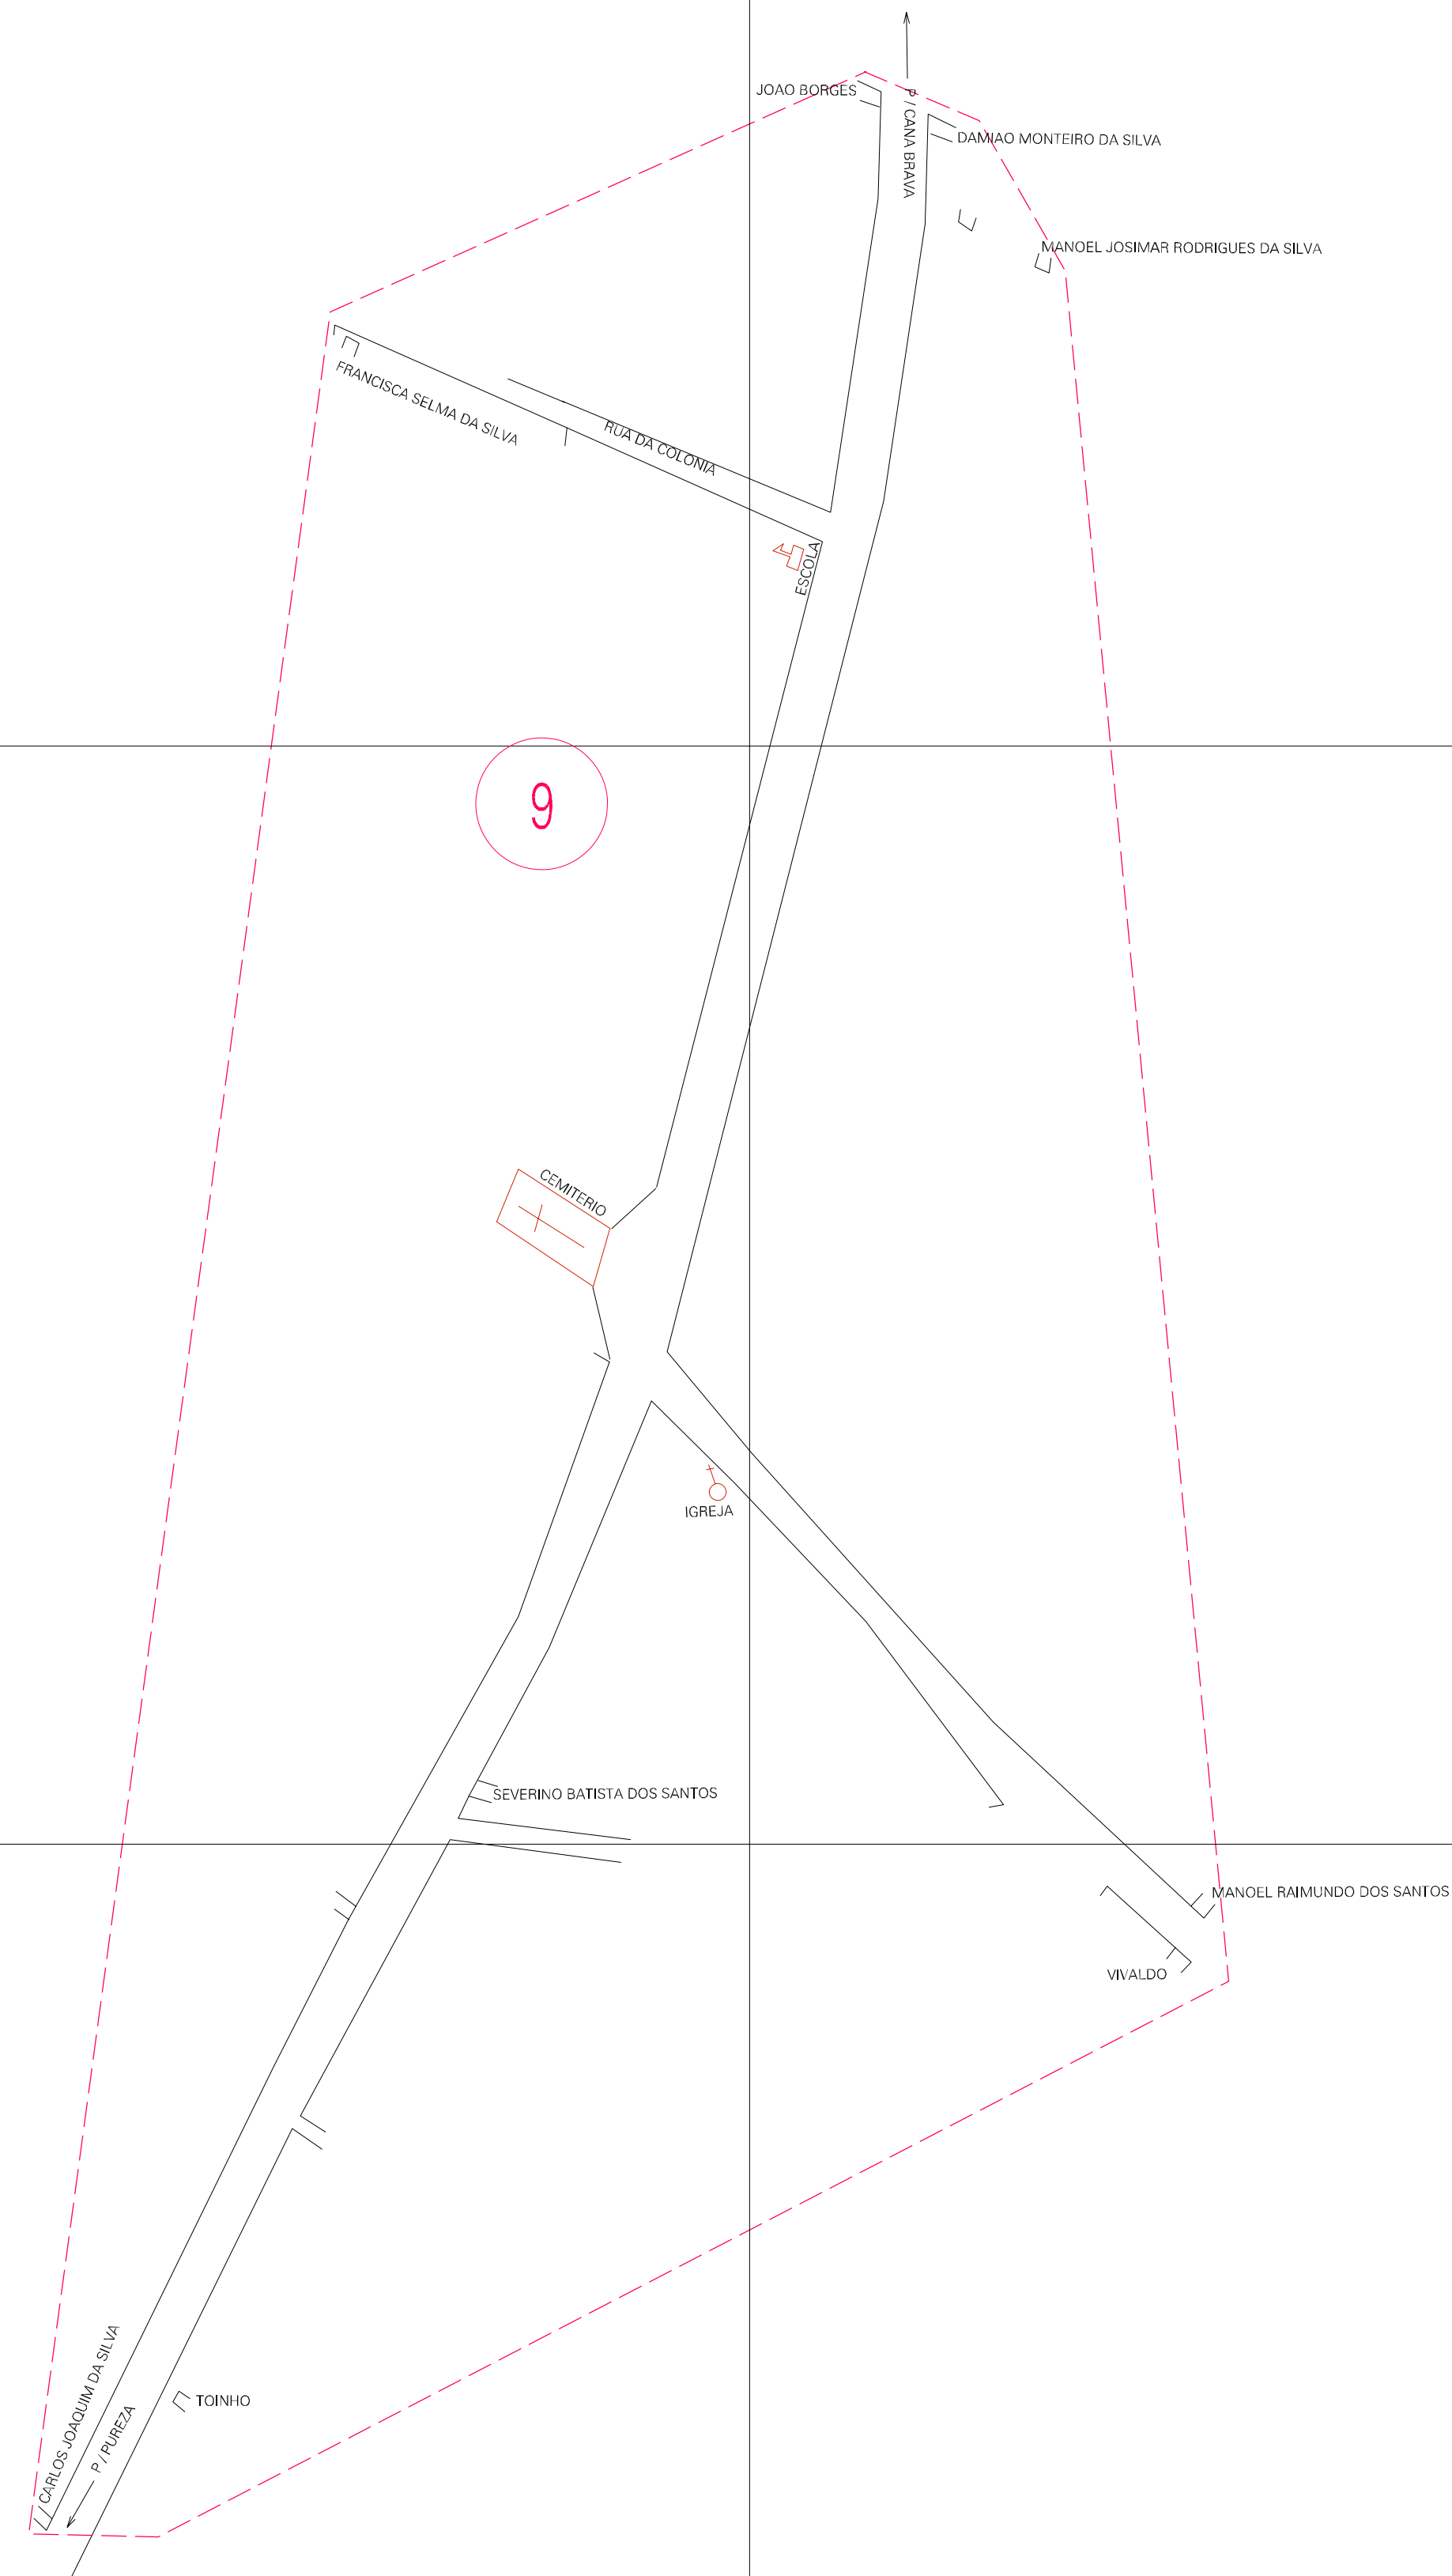 JOAO BORGES
P / CANA BRAVA
DAMIAO MONTEIRO DA SILVA
MANOEL JOSIMAR RODRIGUES DA SILVA
FRANCISCA SELMA DA SILVA
RUA DA COLONIA
ESCOLA
9
CEMITERIO
IGREJA
SEVERINO BATISTA DOS SANTOS
MANOEL RAIMUNDO DOS SANTOS
VIVALDO
CARLOS JOAQUIM DA SILVA
P / PUREZA
TOINHO